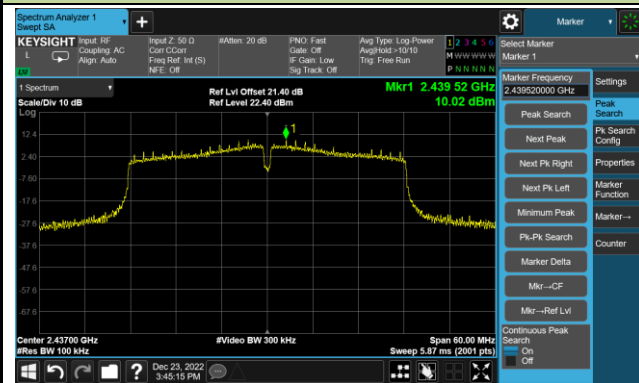 Spectrum Analyzer 1
Swept SA
Marker
KEYSIGHT
L
Input: RF
Coupling: AC
Align: Auto
Input Z: 50 Ω
Corr CCorr
Freq Ref: Int (S)
NFE: Off
#Atten: 20 dB
PNO: Fast
Gate: Off
IF Gain: Low
Sig Track: Off
Avg Type: Log-Power
Avg|Hold:>10/10
Trig: Free Run
1 2 3 4 5 6
M W W W W W
P N N N N N
Select Marker
Marker 1
1 Spectrum
Scale/Div 10 dB
Ref Lvl Offset 21.40 dB
Ref Level 22.40 dBm
Mkr1 2.439 52 GHz
10.02 dBm
Log
12.4
2.40
-7.60
-17.6
-27.6
-37.6
-47.6
-57.6
-67.6
1
Center 2.43700 GHz
#Res BW 100 kHz
#Video BW 300 kHz
Span 60.00 MHz
Sweep 5.87 ms (2001 pts)
Marker Frequency
2.439520000 GHz
Peak Search
Next Peak
Next Pk Right
Next Pk Left
Minimum Peak
Pk-Pk Search
Marker Delta
Mkr→CF
Mkr→Ref Lvl
Continuous Peak
Search
On
Off
Settings
Peak
Search
Pk Search
Config
Properties
Marker
Function
Marker→
Counter
Dec 23, 2022
3:45:15 PM